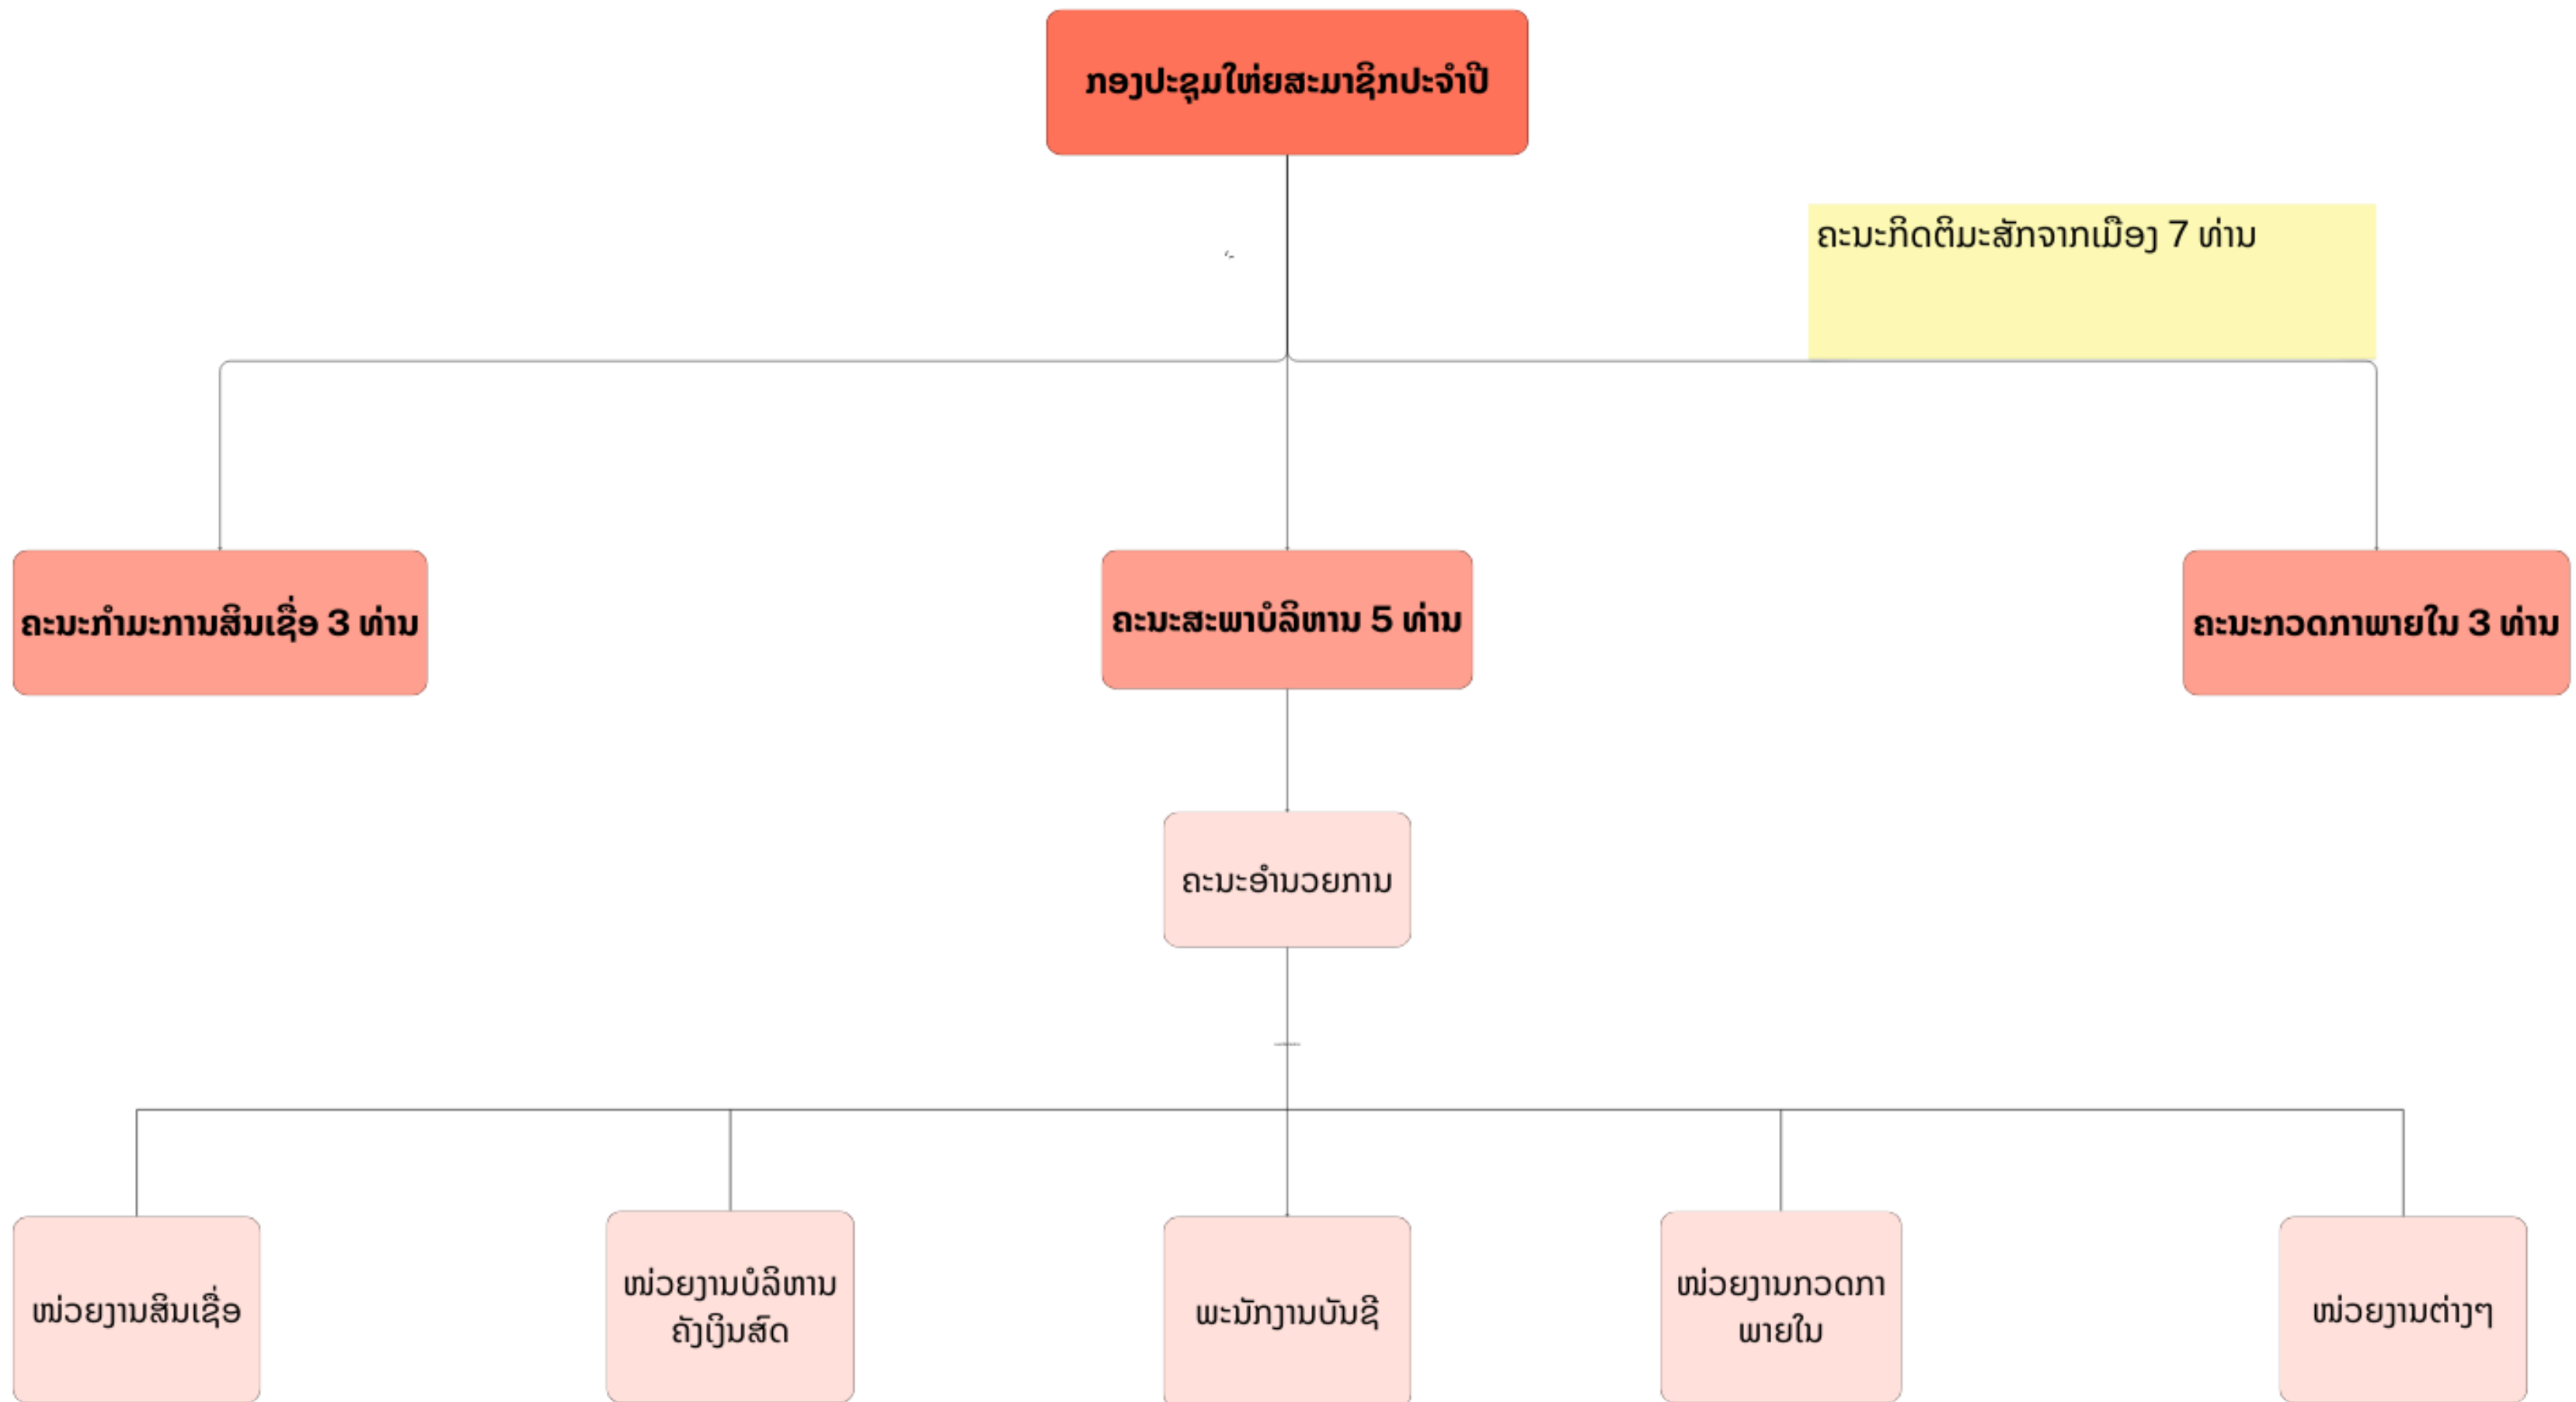 ກອງປະຊຸມໃຫ່ຍສະມາຊິກປະຈຳປີ
ຄະນະກິດຕິມະສັກຈາກເມືອງ 7 ທ່ານ
ຄະນະກຳມະການສິນເຊື່ອ 3 ທ່ານ
ຄະນະສະພາບໍລິຫານ 5 ທ່ານ
ຄະນະກວດກາພາຍໃນ 3 ທ່ານ
ຄະນະອຳນວຍການ
ໜ່ວຍງານສິນເຊື່ອ
ໜ່ວຍງານບໍລິຫານ
ຄັງເງິນສົດ
ພະນັກງານບັນຊີ
ໜ່ວຍງານກວດກາ
ພາຍໃນ
ໜ່ວຍງານຕ່າງໆ